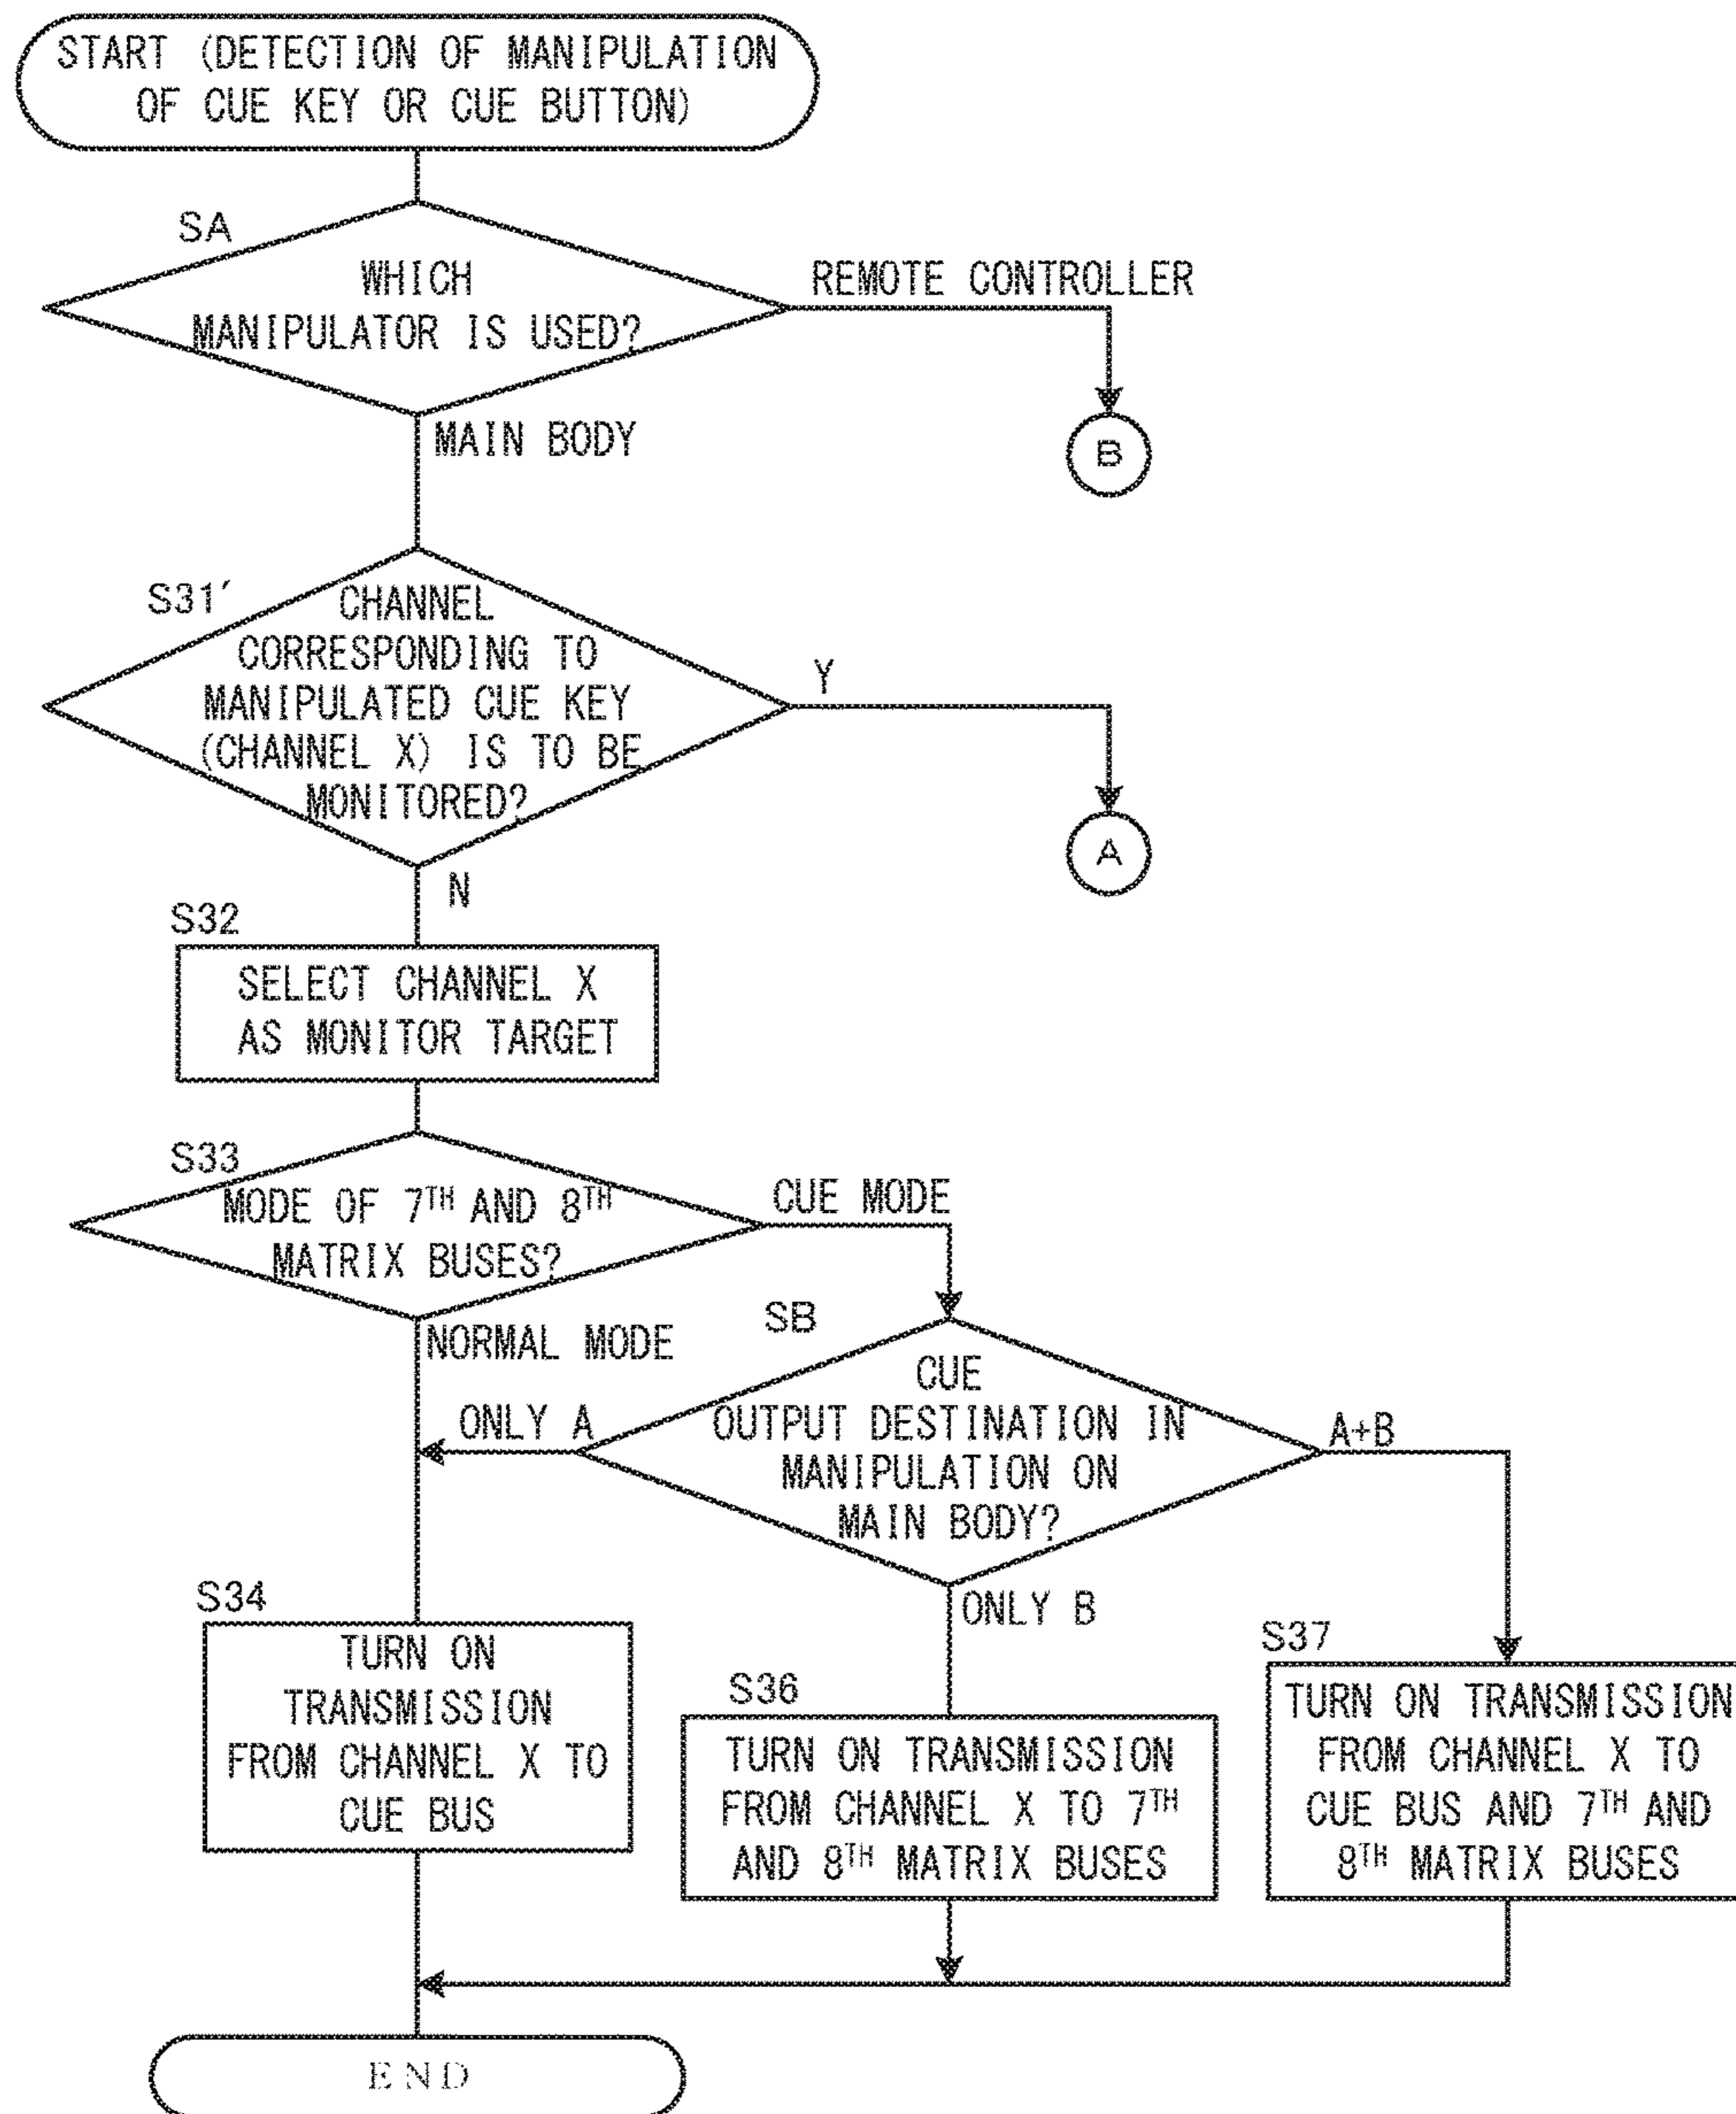 START (DETECTION OF MANIPULATION
OF CUE KEY OR CUE BUTTON)
SA
WHICH
MANIPULATOR IS USED?
REMOTE CONTROLLER
B
MAIN BODY
S31'
CHANNEL
CORRESPONDING TO
MANIPULATED CUE KEY
(CHANNEL X) IS TO BE
MONITORED?
Y
A
N
S32
SELECT CHANNEL X
AS MONITOR TARGET
S33
MODE OF 7TH AND 8TH
MATRIX BUSES?
CUE MODE
NORMAL MODE
SB
CUE
OUTPUT DESTINATION IN
MANIPULATION ON
MAIN BODY?
ONLY A
A+B
ONLY B
S34
TURN ON
TRANSMISSION
FROM CHANNEL X TO
CUE BUS
S36
TURN ON TRANSMISSION
FROM CHANNEL X TO 7TH
AND 8TH MATRIX BUSES
S37
TURN ON TRANSMISSION
FROM CHANNEL X TO
CUE BUS AND 7TH AND
8TH MATRIX BUSES
END